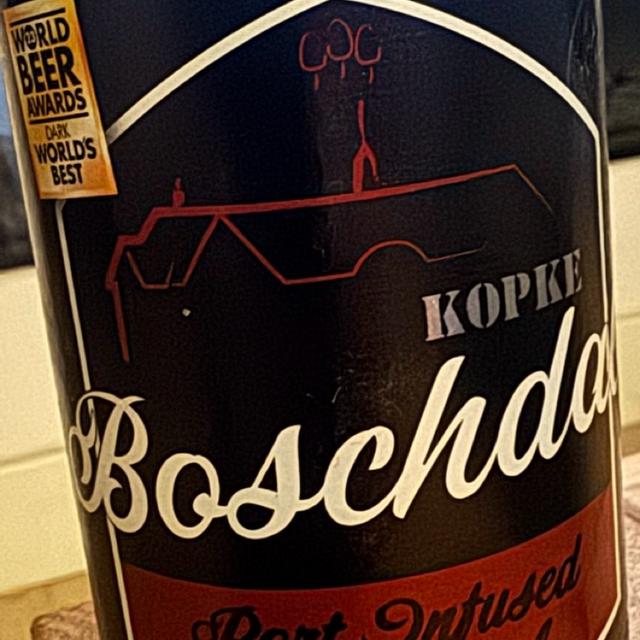 WORLD
BEER
AWARDS
DARK
WORLD'S
BEST
KOPKE
Boschda
Port Infused